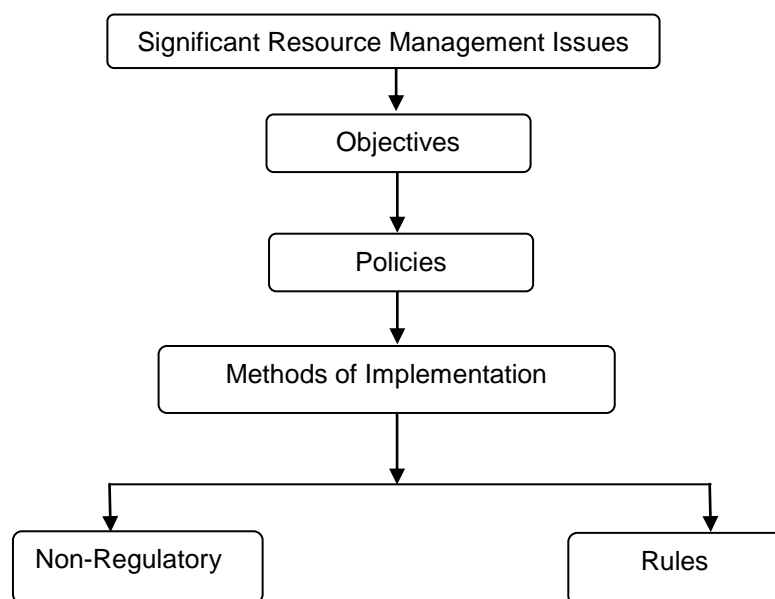 Significant Resource Management Issues
Objectives
Policies
Methods of Implementation
Non-Regulatory
Rules